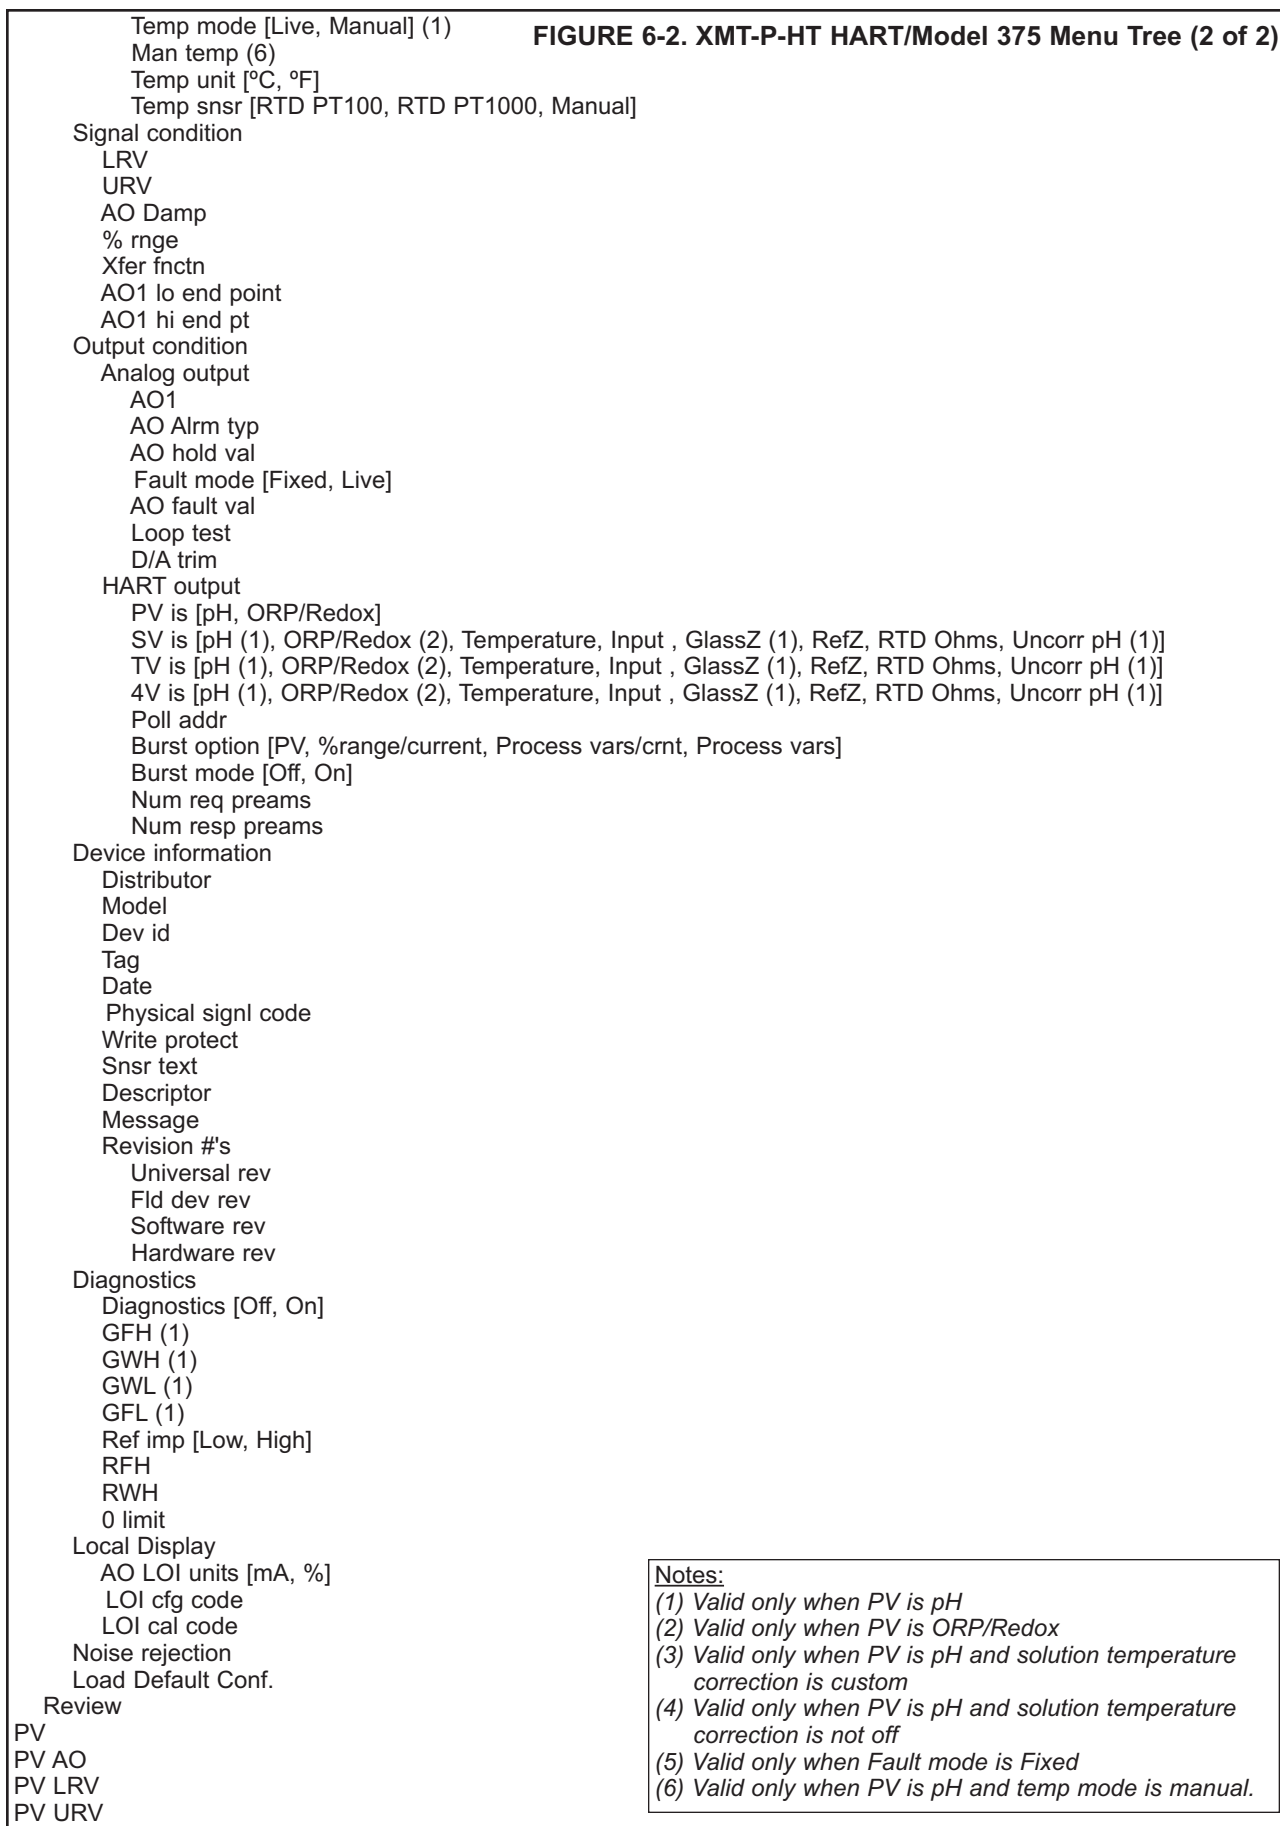 FIGURE 6-2. XMT-P-HT HART/Model 375 Menu Tree (2 of 2)
Temp mode [Live, Manual] (1)
Man temp (6)
Temp unit [ºC, ºF]
Temp snsr [RTD PT100, RTD PT1000, Manual]
Signal condition
LRV
URV
AO Damp
% rnge
Xfer fnctn
AO1 lo end point
AO1 hi end pt
Output condition
Analog output
AO1
AO Alrm typ
AO hold val
Fault mode [Fixed, Live]
AO fault val
Loop test
D/A trim
HART output
PV is [pH, ORP/Redox]
SV is [pH (1), ORP/Redox (2), Temperature, Input , GlassZ (1), RefZ, RTD Ohms, Uncorr pH (1)]
TV is [pH (1), ORP/Redox (2), Temperature, Input , GlassZ (1), RefZ, RTD Ohms, Uncorr pH (1)]
4V is [pH (1), ORP/Redox (2), Temperature, Input , GlassZ (1), RefZ, RTD Ohms, Uncorr pH (1)]
Poll addr
Burst option [PV, %range/current, Process vars/crnt, Process vars]
Burst mode [Off, On]
Num req preams
Num resp preams
Device information
Distributor
Model
Dev id
Tag
Date
Physical signl code
Write protect
Snsr text
Descriptor
Message
Revision #'s
Universal rev
Fld dev rev
Software rev
Hardware rev
Diagnostics
Diagnostics [Off, On]
GFH (1)
GWH (1)
GWL (1)
GFL (1)
Ref imp [Low, High]
RFH
RWH
0 limit
Local Display
AO LOI units [mA, %]
LOI cfg code
LOI cal code
Noise rejection
Load Default Conf.
Review
PV
PV AO
PV LRV
PV URV
Notes:
(1) Valid only when PV is pH
(2) Valid only when PV is ORP/Redox
(3) Valid only when PV is pH and solution temperature
correction is custom
(4) Valid only when PV is pH and solution temperature
correction is not off
(5) Valid only when Fault mode is Fixed
(6) Valid only when PV is pH and temp mode is manual.